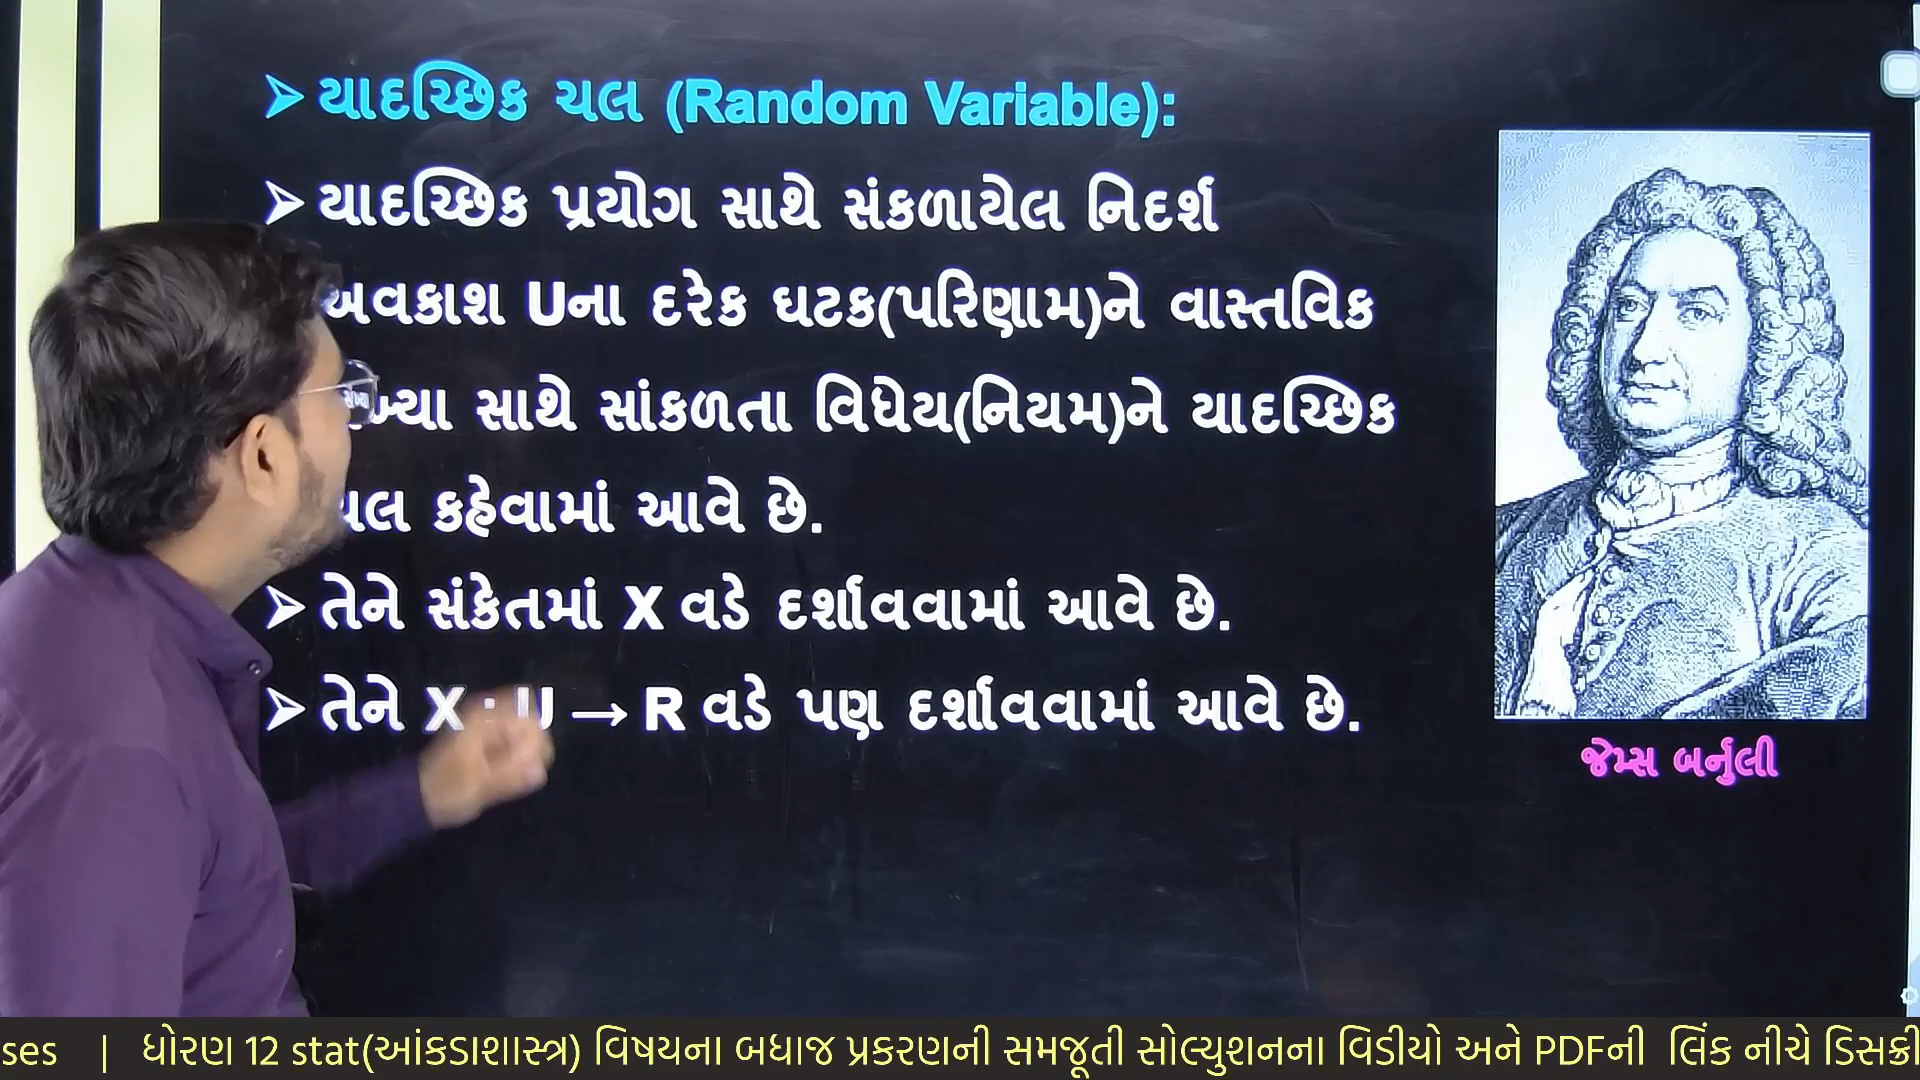 ➢ યાદચ્છિક ચલ (Random Variable):
➢ યાદચ્છિક પ્રયોગ સાથે સંકળાયેલ નિદર્શ
અવકાશ Uના દરેક ઘટક(પરિણામ)ને વાસ્તવિક
સાથે સાંકળતા વિધેય(નિયમ)ને યાદચ્છિક
ચલ કહેવામાં આવે છે.
➢ તેને સંકેતમાં X વડે દર્શાવવામાં આવે છે.
➢ તેને X : U → R વડે પણ દર્શાવવામાં આવે છે.
જેમ્સ બર્નુલી
ses | ધોરણ 12 stat(આંકડાશાસ્ત્ર) વિષયના બધાજ પ્રકરણની સમજૂતી સોલ્યુશનના વિડીયો અને PDFની લિંક નીચે ડિસક્રી